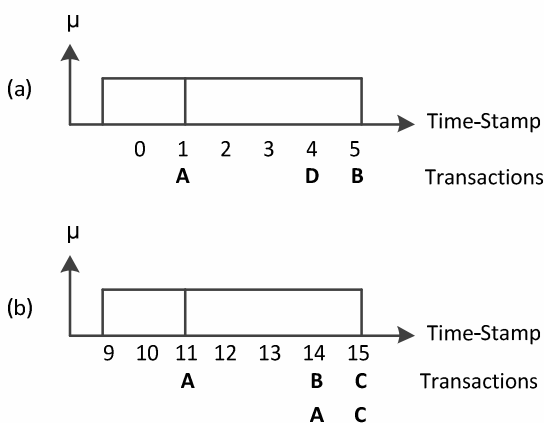 μ
(a)
Time-Stamp
0 1 2 3 4 5
A D B Transactions
μ
(b)
Time-Stamp
9 10 11 12 13 14 15
A B C Transactions
A C